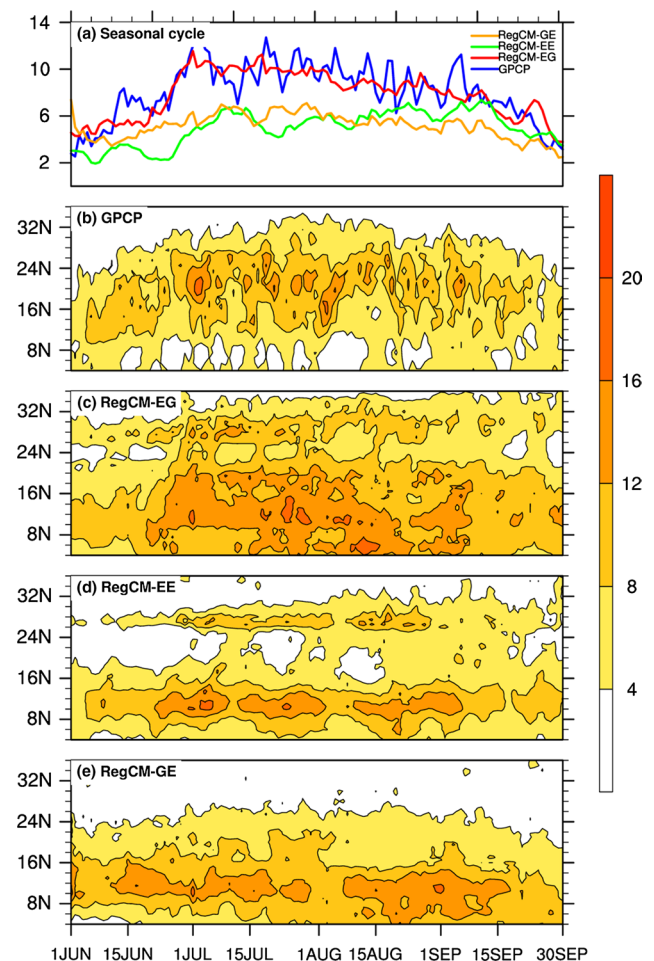 14
10
6
2
(a) Seasonal cycle
RegCM-GE
RegCM-EE
RegCM-EG
GPCP
32N
24N
16N
8N
(b) GPCP
32N
24N
16N
8N
(c) RegCM-EG
32N
24N
16N
8N
(d) RegCM-EE
32N
24N
16N
8N
(e) RegCM-GE
1JUN 15JUN 1JUL 15JUL 1AUG 15AUG 1SEP 15SEP 30SEP
20
16
12
8
4